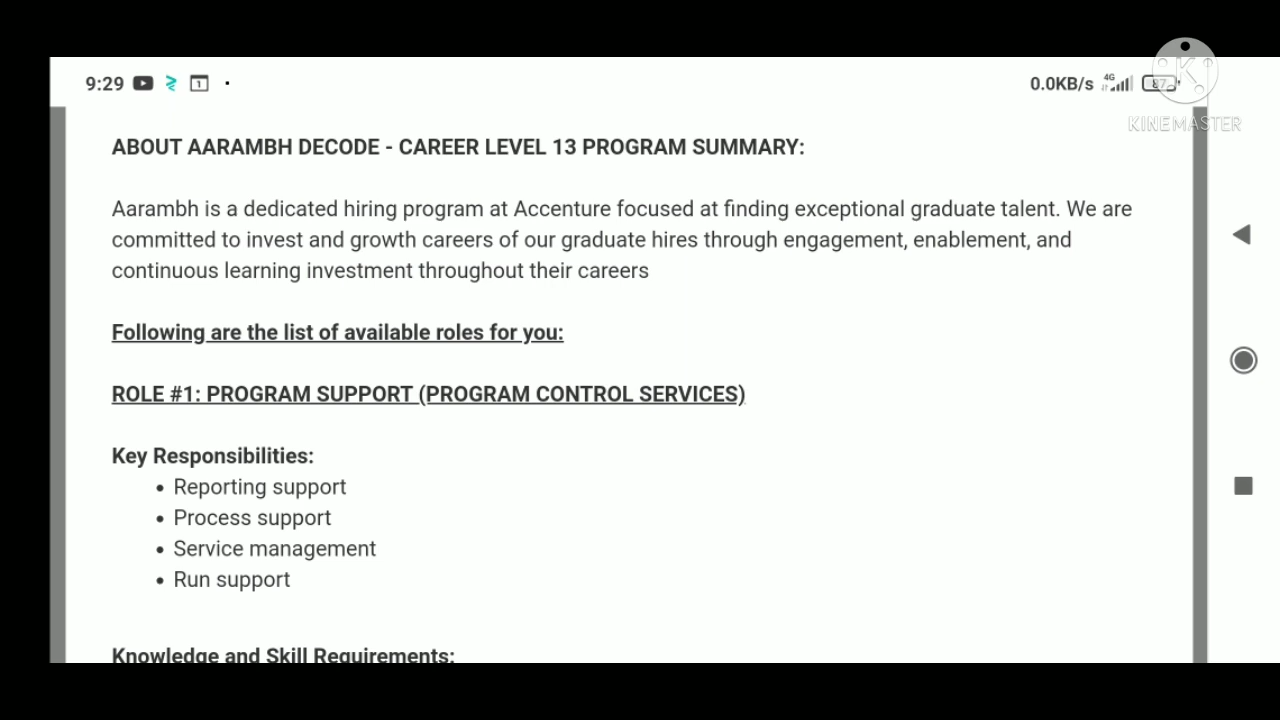 9:29
0.0KB/s 4G 87
KINEMASTER
ABOUT AARAMBH DECODE - CAREER LEVEL 13 PROGRAM SUMMARY:
Aarambh is a dedicated hiring program at Accenture focused at finding exceptional graduate talent. We are
committed to invest and growth careers of our graduate hires through engagement, enablement, and
continuous learning investment throughout their careers
Following are the list of available roles for you:
ROLE #1: PROGRAM SUPPORT (PROGRAM CONTROL SERVICES)
Key Responsibilities:
• Reporting support
• Process support
• Service management
• Run support
Knowledge and Skill Requirements: